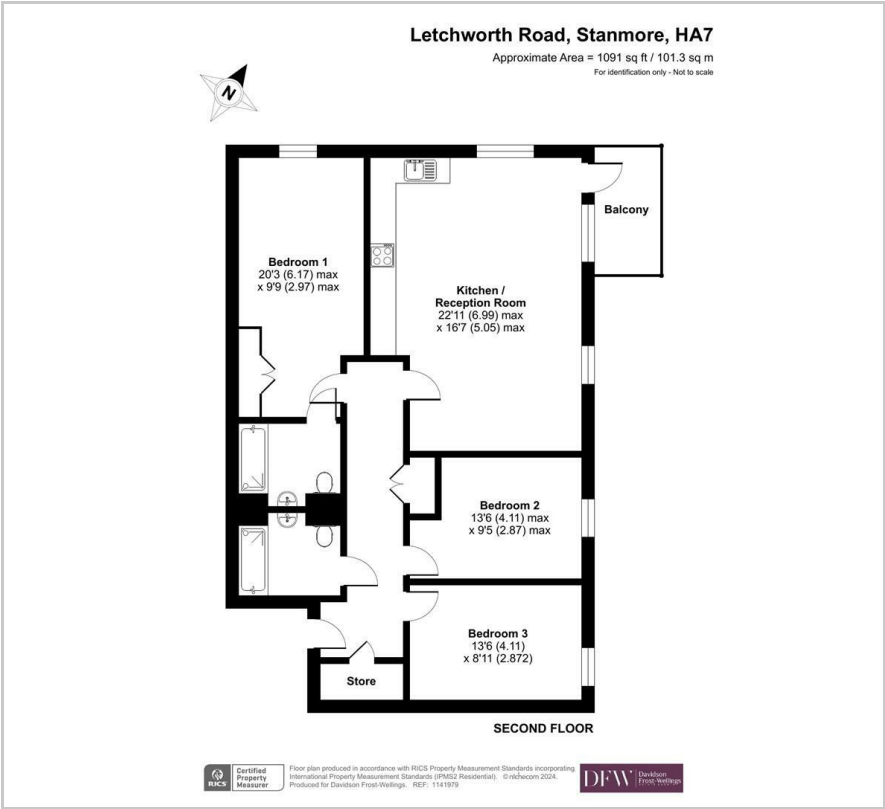 Letchworth Road, Stanmore, HA7
Approximate Area = 1091 sq ft / 101.3 sq m
For identification only - Not to scale
N
Balcony
Bedroom 1
20'3 (6.17) max
x 9'9 (2.97) max
Kitchen /
Reception Room
22'11 (6.99) max
x 16'7 (5.05) max
Bedroom 2
13'6 (4.11) max
x 9'5 (2.87) max
Bedroom 3
13'6 (4.11)
x 8'11 (2.872)
Store
SECOND FLOOR
RICS
Certified
Property
Measurer
Floor plan produced in accordance with RICS Property Measurement Standards incorporating
International Property Measurement Standards (IPMS2 Residential). ©nichecom 2024.
Produced for Davidson Frost-Wellings. REF: 1141979
DFW
Davidson
Frost-Wellings